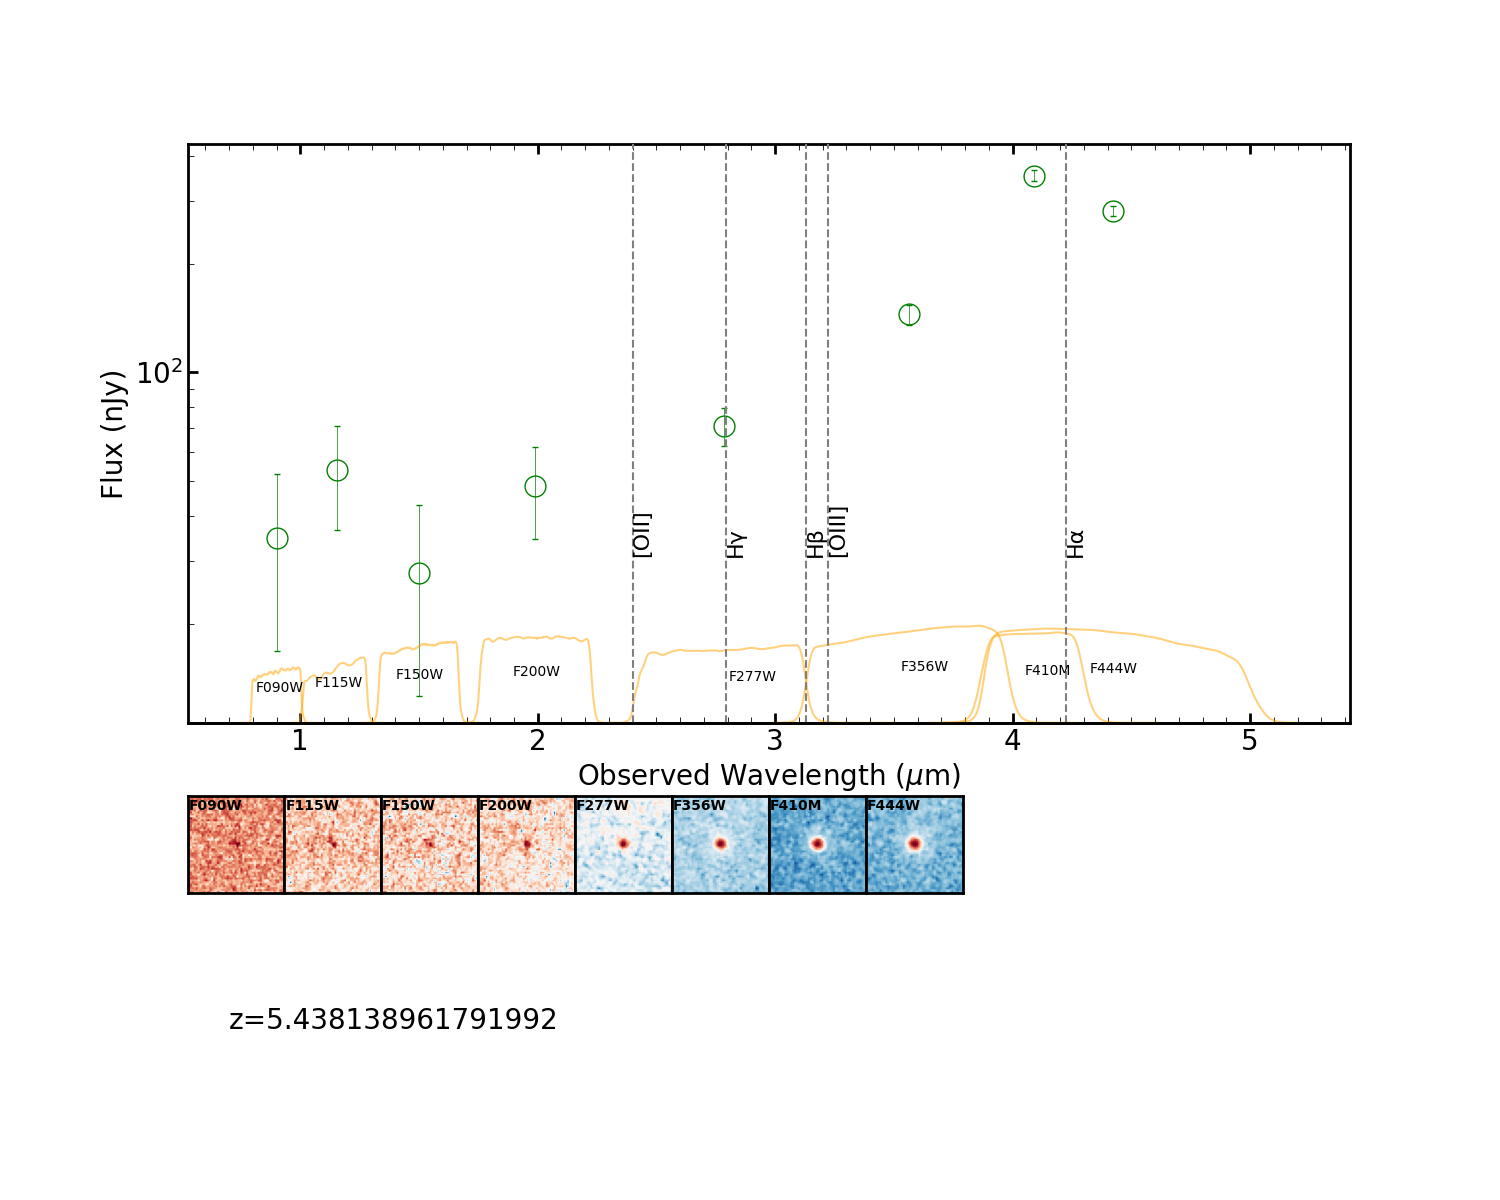 Flux (nJy)
10²
[OII]
Hγ
Hβ
[OIII]
Hα
F090W
F115W
F150W
F200W
F277W
F356W
F410M
F444W
1 2 3 4 5
Observed Wavelength (μm)
F090W F115W F150W F200W F277W F356W F410M F444W
z=5.438138961791992